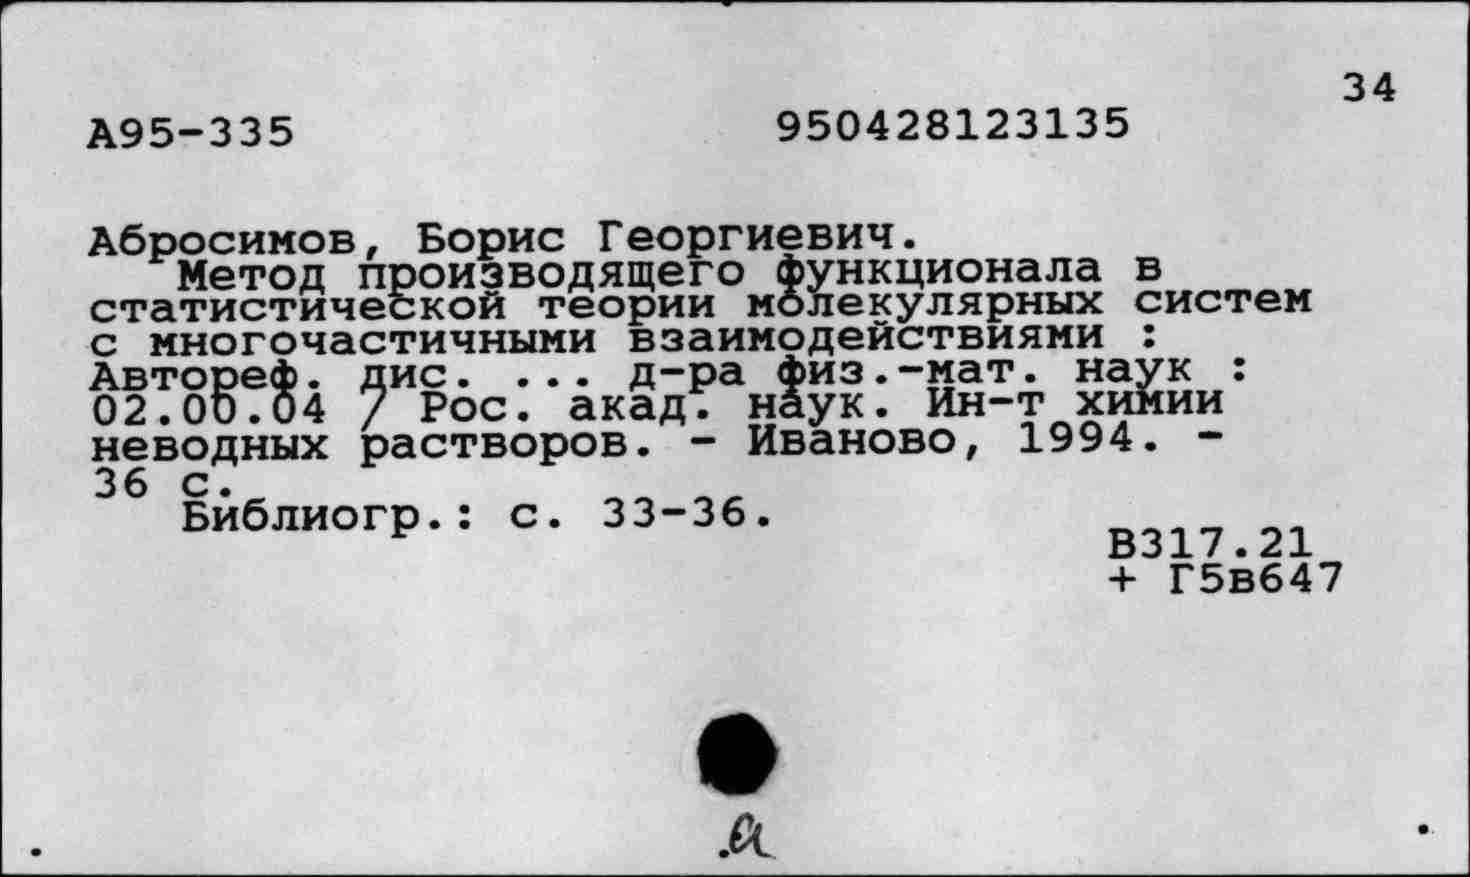 34
А95-335 950428123135
Абросимов, Борис Георгиевич.
Метод производящего функционала в
статистической теории молекулярных систем
с многочастичными взаимодействиями :
Автореф. дис. ... д-ра физ.-мат. наук :
02.00.04 / Рос. акад. наук. Ин-т химии
неводных растворов. - Иваново, 1994. -
36 с.
Библиогр.: с. 33-36.
В317.21
+ Г5в647